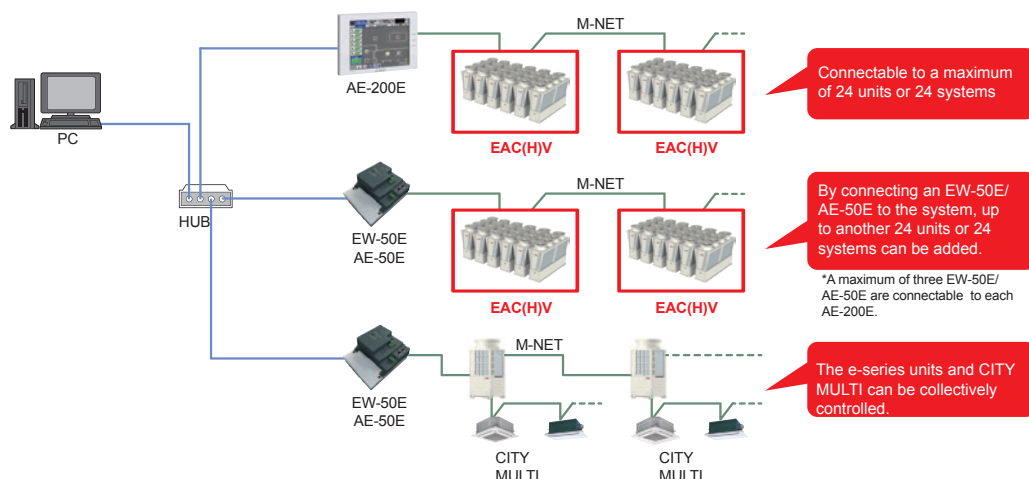 M-NET
AE-200E
EAC(H)V
EAC(H)V
Connectable to a maximum
of 24 units or 24 systems
PC
HUB
M-NET
EW-50E
AE-50E
EAC(H)V
EAC(H)V
By connecting an EW-50E/
AE-50E to the system, up
to another 24 units or 24
systems can be added.
*A maximum of three EW-50E/
AE-50E are connectable to each
AE-200E.
M-NET
EW-50E
AE-50E
CITY
MULTI
CITY
MULTI
The e-series units and CITY
MULTI can be collectively
controlled.